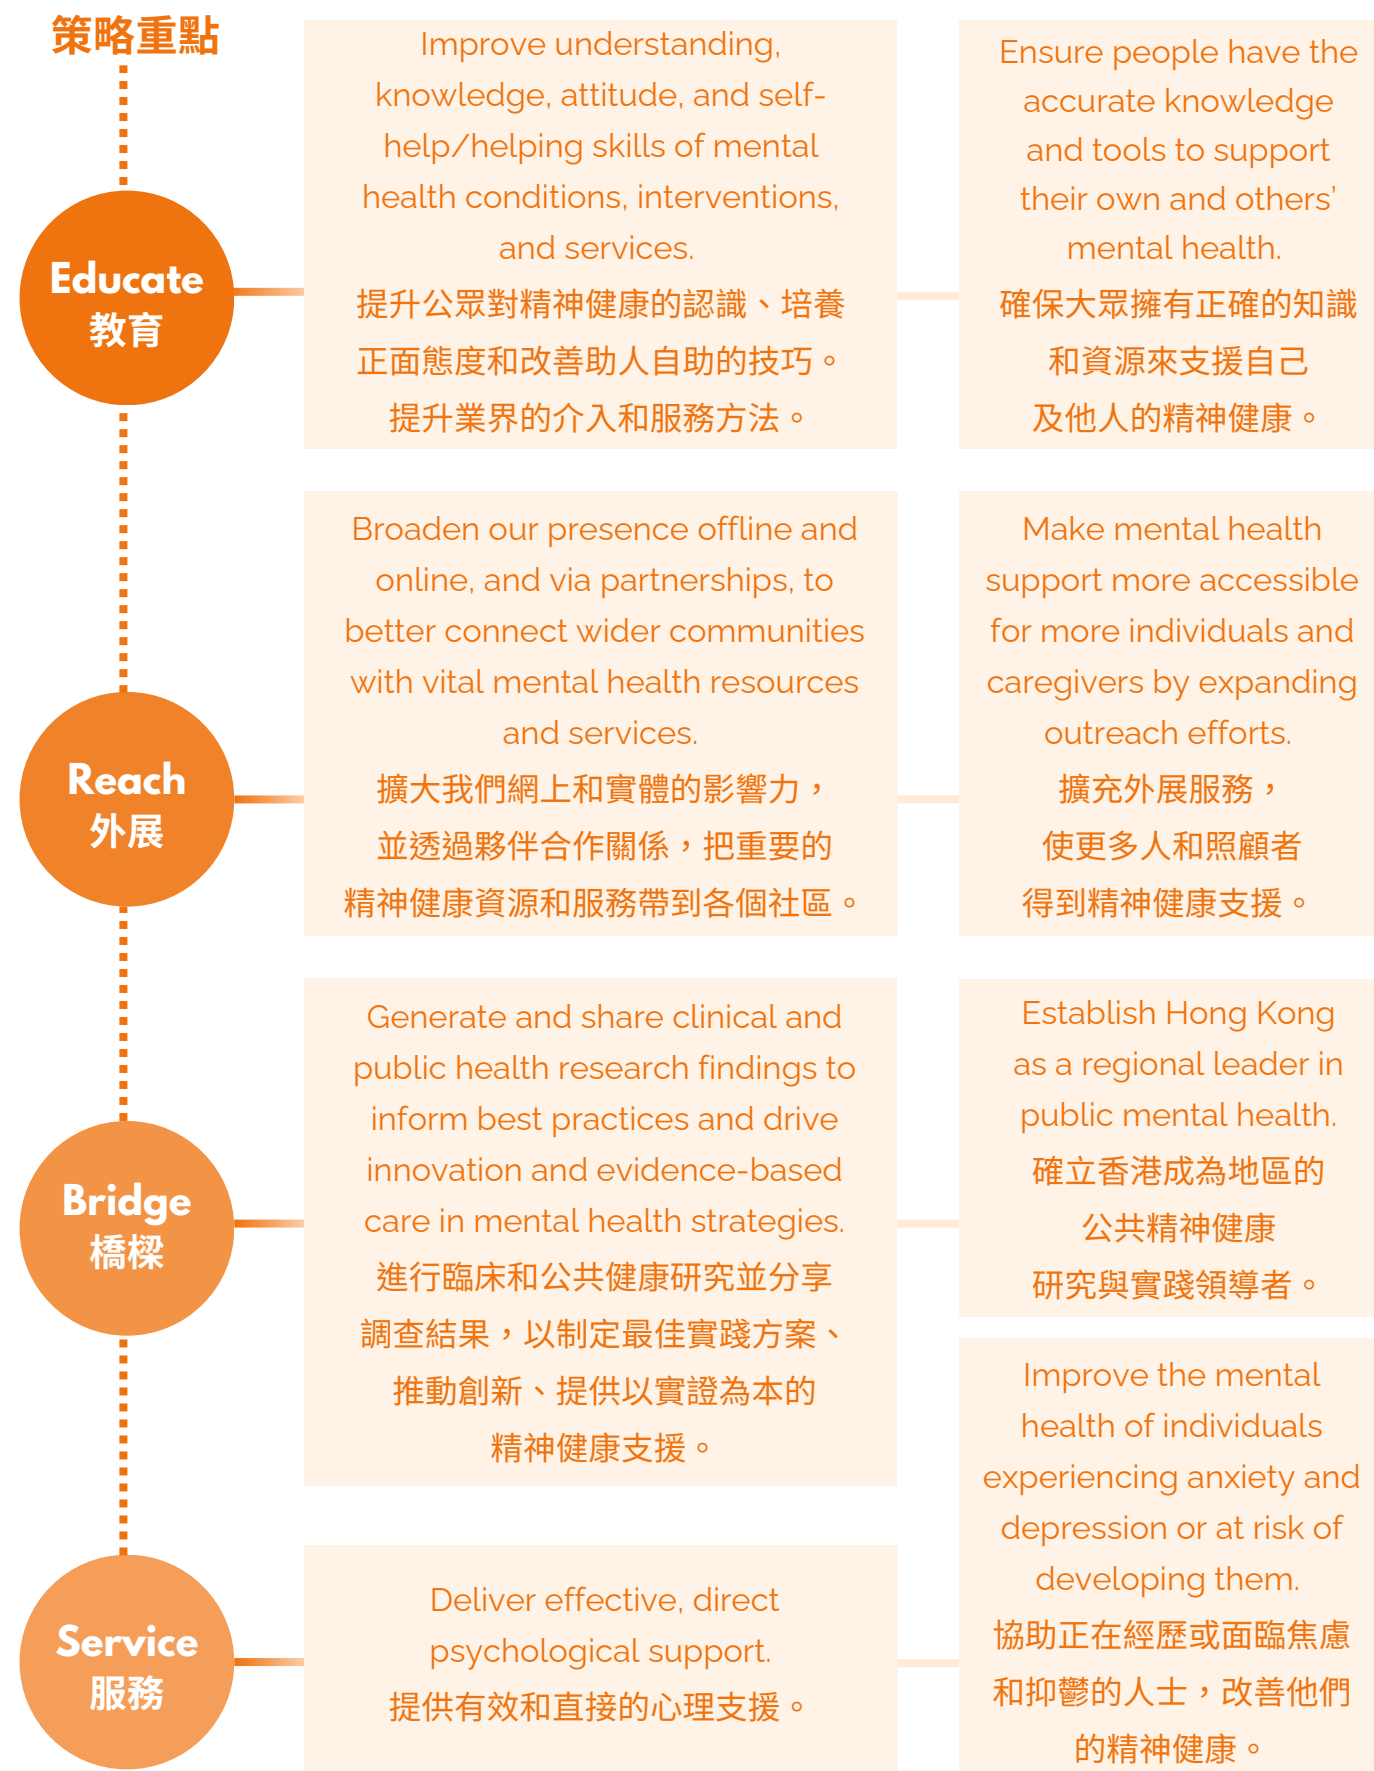 策略重點
Educate
教育
Improve understanding,
knowledge, attitude, and self-
help/helping skills of mental
health conditions, interventions,
and services.
提升公眾對精神健康的認識、培養
正面態度和改善助人自助的技巧。
提升業界的介入和服務方法。
Ensure people have the
accurate knowledge
and tools to support
their own and others’
mental health.
確保大眾擁有正確的知識
和資源來支援自己
及他人的精神健康。
Reach
外展
Broaden our presence offline and
online, and via partnerships, to
better connect wider communities
with vital mental health resources
and services.
擴大我們網上和實體的影響力，
並透過夥伴合作關係，把重要的
精神健康資源和服務帶到各個社區。
Make mental health
support more accessible
for more individuals and
caregivers by expanding
outreach efforts.
擴充外展服務，
使更多人和照顧者
得到精神健康支援。
Bridge
橋樑
Generate and share clinical and
public health research findings to
inform best practices and drive
innovation and evidence-based
care in mental health strategies.
進行臨床和公共健康研究並分享
調查結果，以制定最佳實踐方案、
推動創新、提供以實證為本的
精神健康支援。
Establish Hong Kong
as a regional leader in
public mental health.
確立香港成為地區的
公共精神健康
研究與實踐領導者。
Service
服務
Deliver effective, direct
psychological support.
提供有效和直接的心理支援。
Improve the mental
health of individuals
experiencing anxiety and
depression or at risk of
developing them.
協助正在經歷或面臨焦慮
和抑鬱的人士，改善他們
的精神健康。